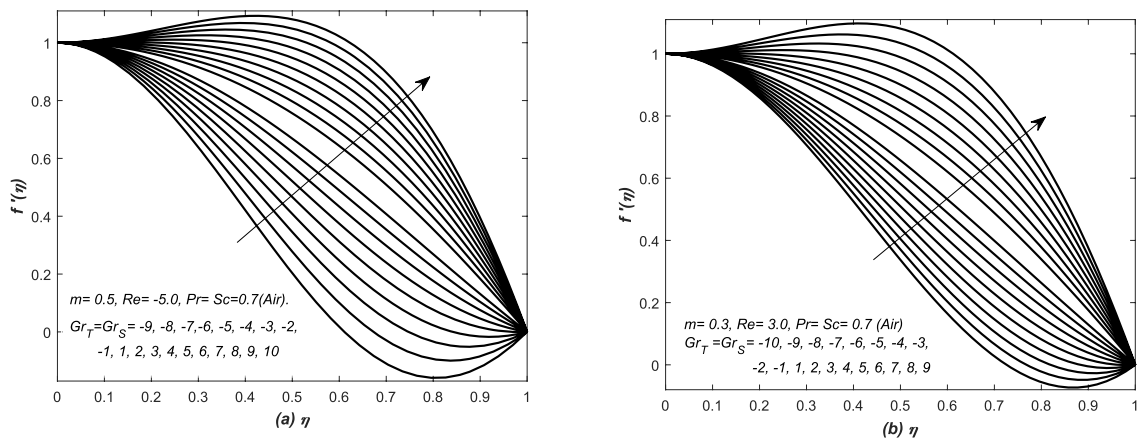 1
0.8
0.6
0.4
0.2
0
f '(η)
m= 0.5, Re= -5.0, Pr= Sc=0.7(Air).
Gr_T=Gr_S= -9, -8, -7,-6, -5, -4, -3, -2,
-1, 1, 2, 3, 4, 5, 6, 7, 8, 9, 10
0 0.1 0.2 0.3 0.4 0.5 0.6 0.7 0.8 0.9 1
(a) η
1
0.8
0.6
0.4
0.2
0
f '(η)
m= 0.3, Re= 3.0, Pr= Sc= 0.7 (Air)
Gr_T =Gr_S= -10, -9, -8, -7, -6, -5, -4, -3,
-2, -1, 1, 2, 3, 4, 5, 6, 7, 8, 9
0 0.1 0.2 0.3 0.4 0.5 0.6 0.7 0.8 0.9 1
(b) η